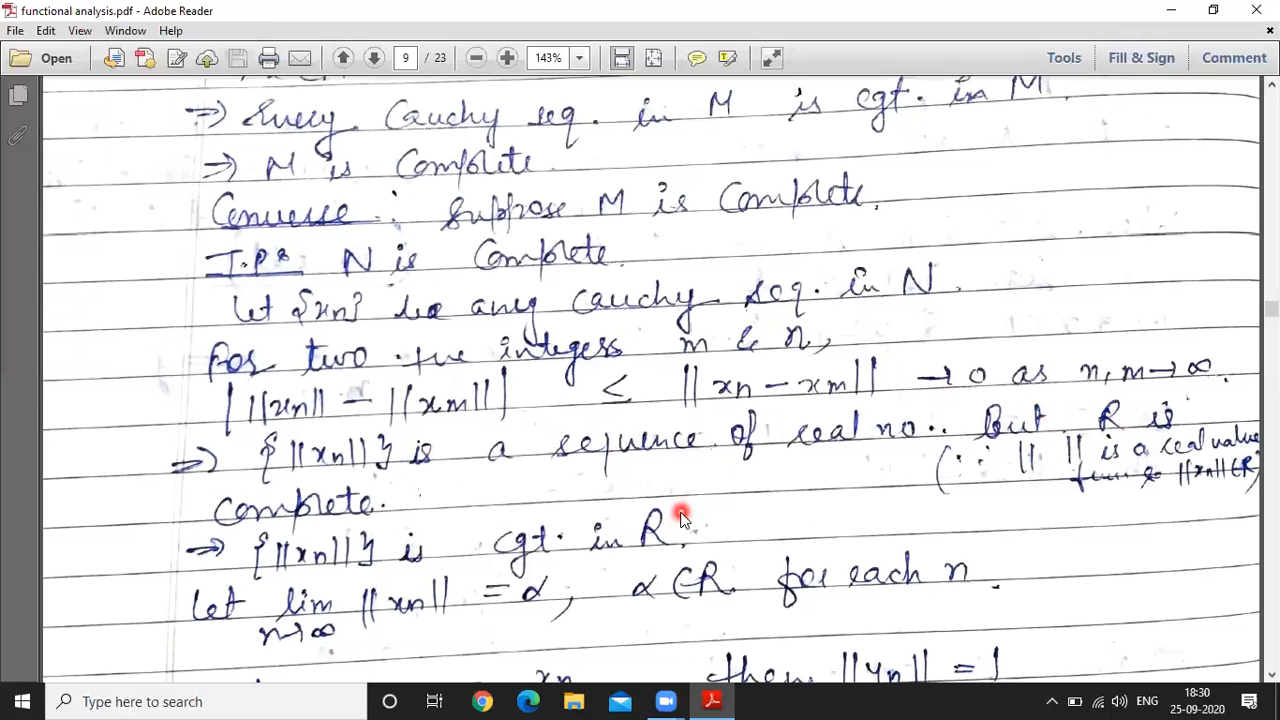 functional analysis.pdf - Adobe Reader
File Edit View Window Help
Open 9 / 23 143% Tools Fill & Sign Comment
⇒ Every Cauchy seq. in M is cgt. in M.
⇒ M is Complete.
Converse : Suppose M is Complete.
T.P: N is Complete.
Let {xn} be any Cauchy seq. in N.
For two +ve integers m & n,
| ||xn|| - ||xm|| | ≤ ||xn - xm|| → 0 as n, m → ∞.
⇒ {||xn||} is a sequence of real no.. But R is
(∵ || || is a real value
||xn|| ∈ R)
Complete.
⇒ {||xn||} is cgt. in R.
Let lim ||xn|| = α, α ∈ R for each n.
n→∞
xn then ||yn|| = 1
Type here to search
ENG 18:30
25-09-2020